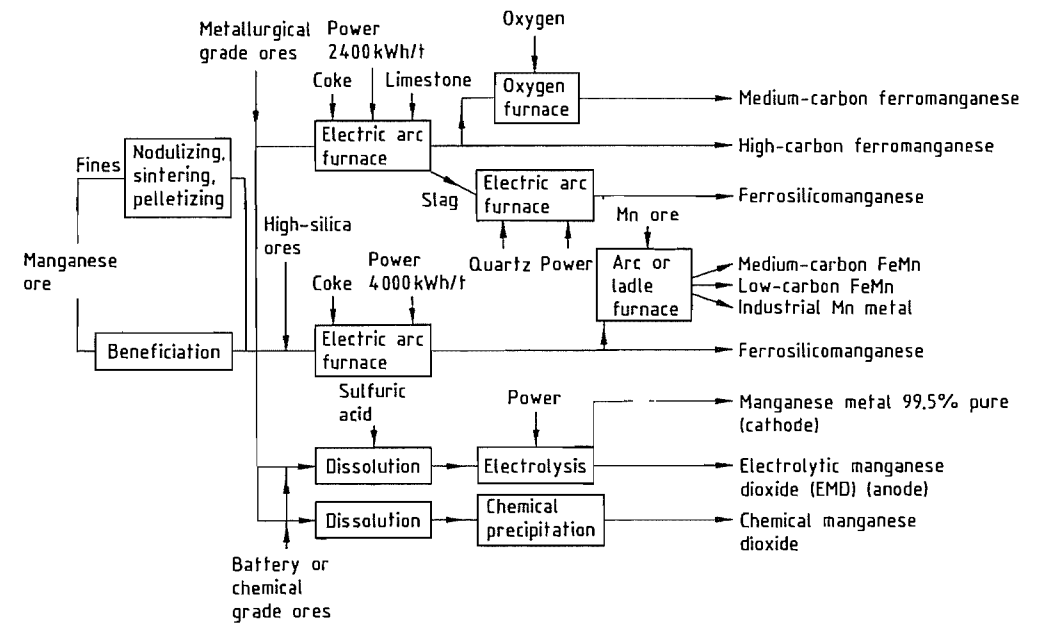 Oxygen
Metallurgical
grade ores
Power
2400kWh/t
Coke
Limestone
Oxygen
furnace
Medium-carbon ferromanganese
Electric arc
furnace
High-carbon ferromanganese
Fines
Nodulizing,
sintering,
pelletizing
Slag
Electric arc
furnace
Ferrosilicomanganese
High-silica
ores
Mn ore
Manganese
ore
Power
4000kWh/t
Coke
Quartz
Power
Arc or
ladle
furnace
Medium-carbon FeMn
Low-carbon FeMn
Industrial Mn metal
Beneficiation
Electric arc
furnace
Ferrosilicomanganese
Sulfuric
acid
Power
Manganese metal 99.5% pure
(cathode)
Dissolution
Electrolysis
Electrolytic manganese
dioxide (EMD) (anode)
Dissolution
Chemical
precipitation
Chemical manganese
dioxide
Battery or
chemical
grade ores